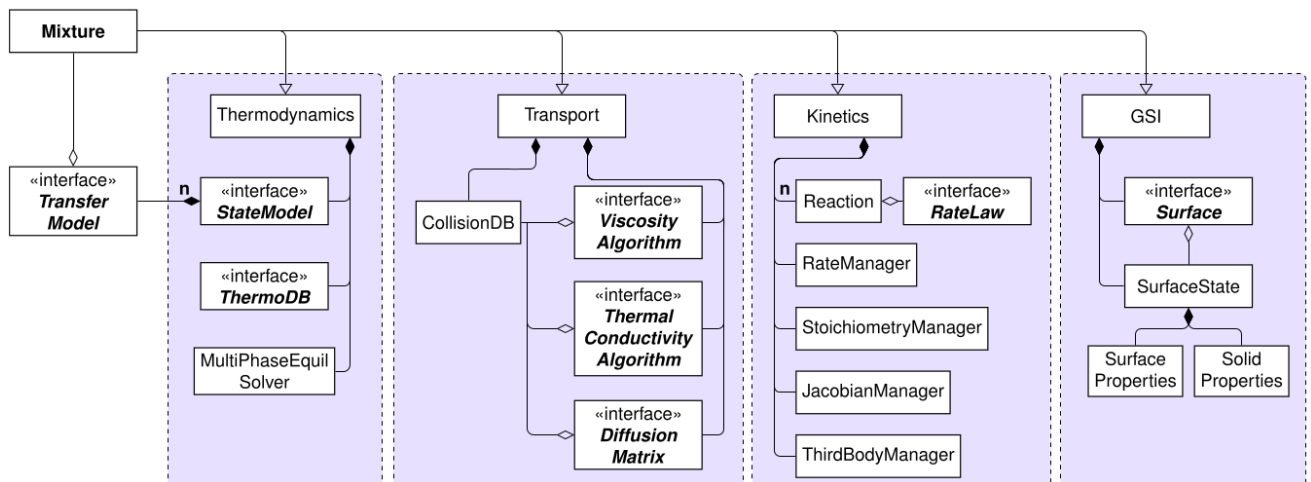 Mixture
«interface»
Transfer
Model
Thermodynamics
n
«interface»
StateModel
«interface»
ThermoDB
MultiPhaseEquil
Solver
Transport
CollisionDB
«interface»
Viscosity
Algorithm
«interface»
Thermal
Conductivity
Algorithm
«interface»
Diffusion
Matrix
Kinetics
n
Reaction
«interface»
RateLaw
RateManager
StoichiometryManager
JacobianManager
ThirdBodyManager
GSI
«interface»
Surface
SurfaceState
Surface
Properties
Solid
Properties